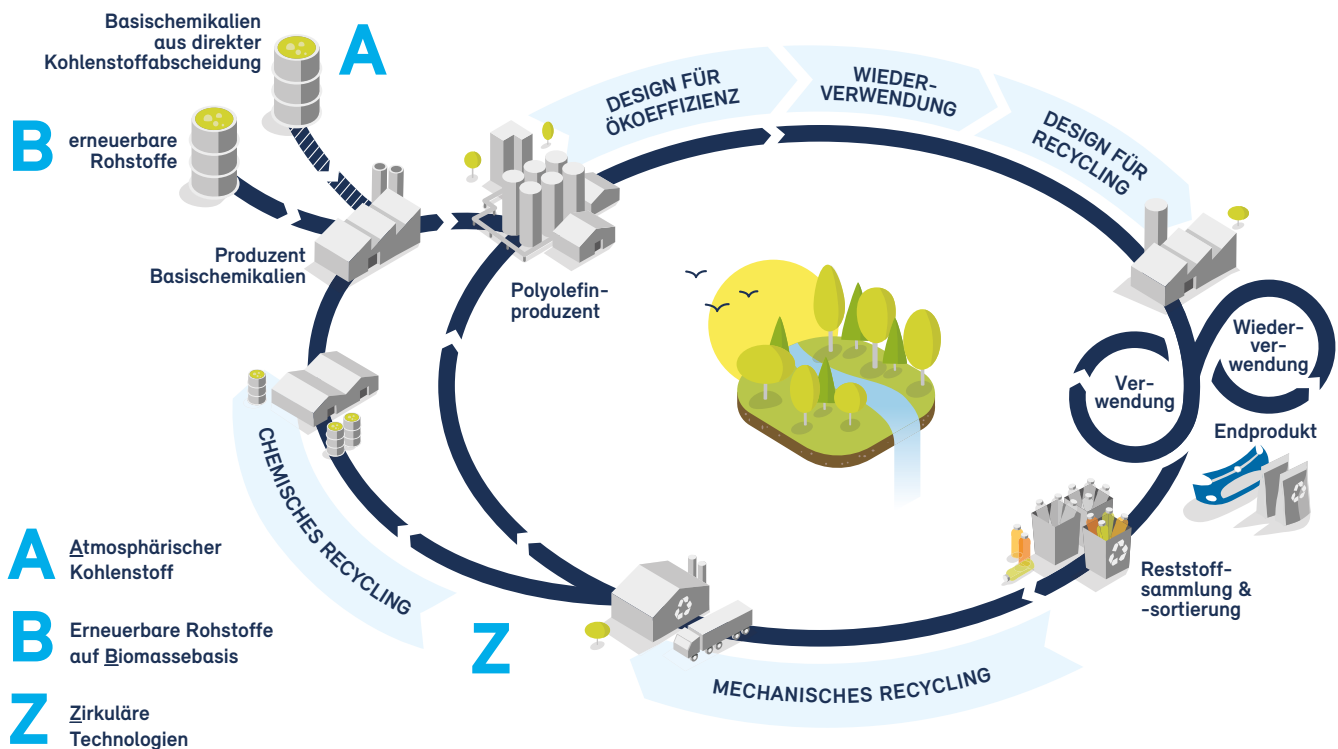 Basischemikalien
aus direkter
Kohlenstoffabscheidung
A
B
erneuerbare
Rohstoffe
Produzent
Basischemikalien
Polyolefin-
produzent
DESIGN FÜR
ÖKOEFFIZIENZ
WIEDER-
VERWENDUNG
DESIGN FÜR
RECYCLING
Wieder-
ver-
wendung
Ver-
wendung
Endprodukt
Reststoff-
sammlung &
-sortierung
MECHANISCHES RECYCLING
Z
CHEMISCHES RECYCLING
A
Atmosphärischer
Kohlenstoff
B
Erneuerbare Rohstoffe
auf Biomassebasis
Z
Zirkuläre
Technologien